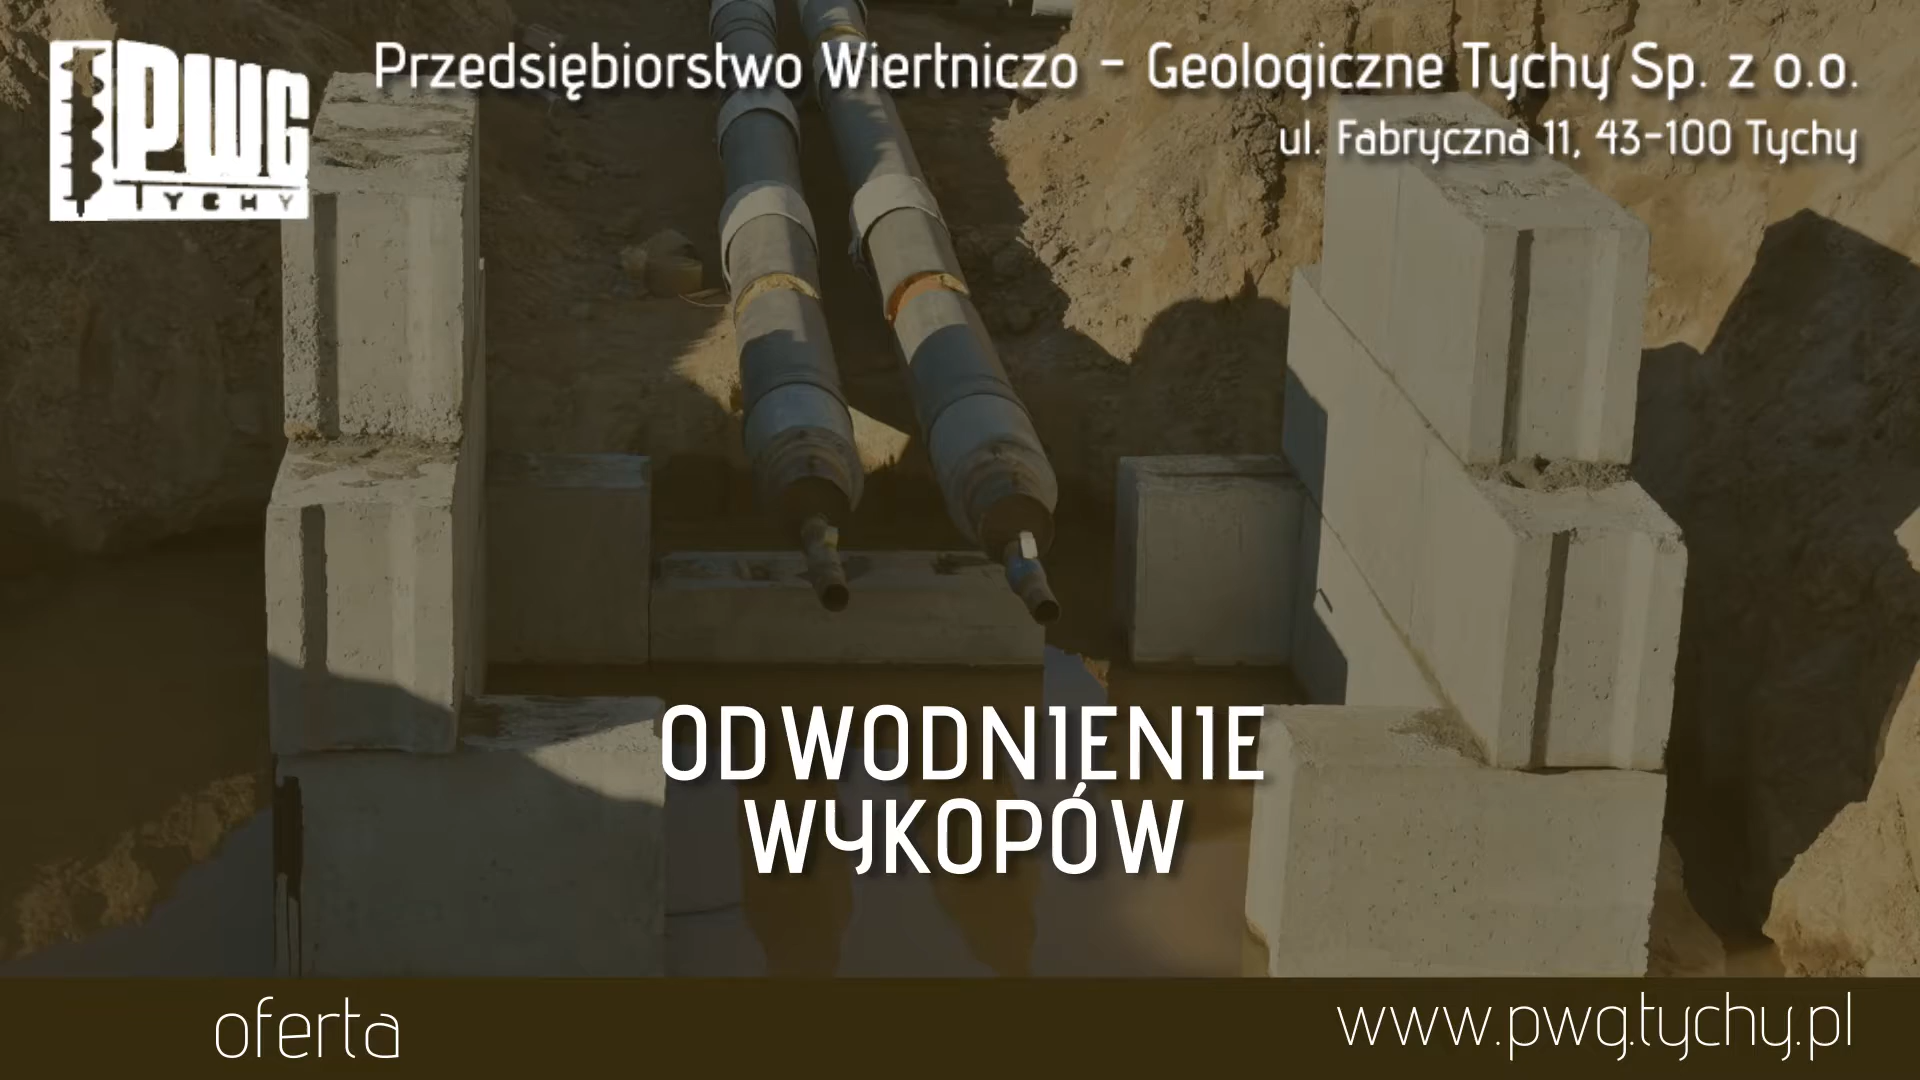 PWG
TYCHY
Przedsiębiorstwo Wiertniczo - Geologiczne Tychy Sp. z o.o.
ul. Fabryczna 11, 43-100 Tychy
ODWODNIENIE
WYKOPÓW
oferta
www.pwg.tychy.pl